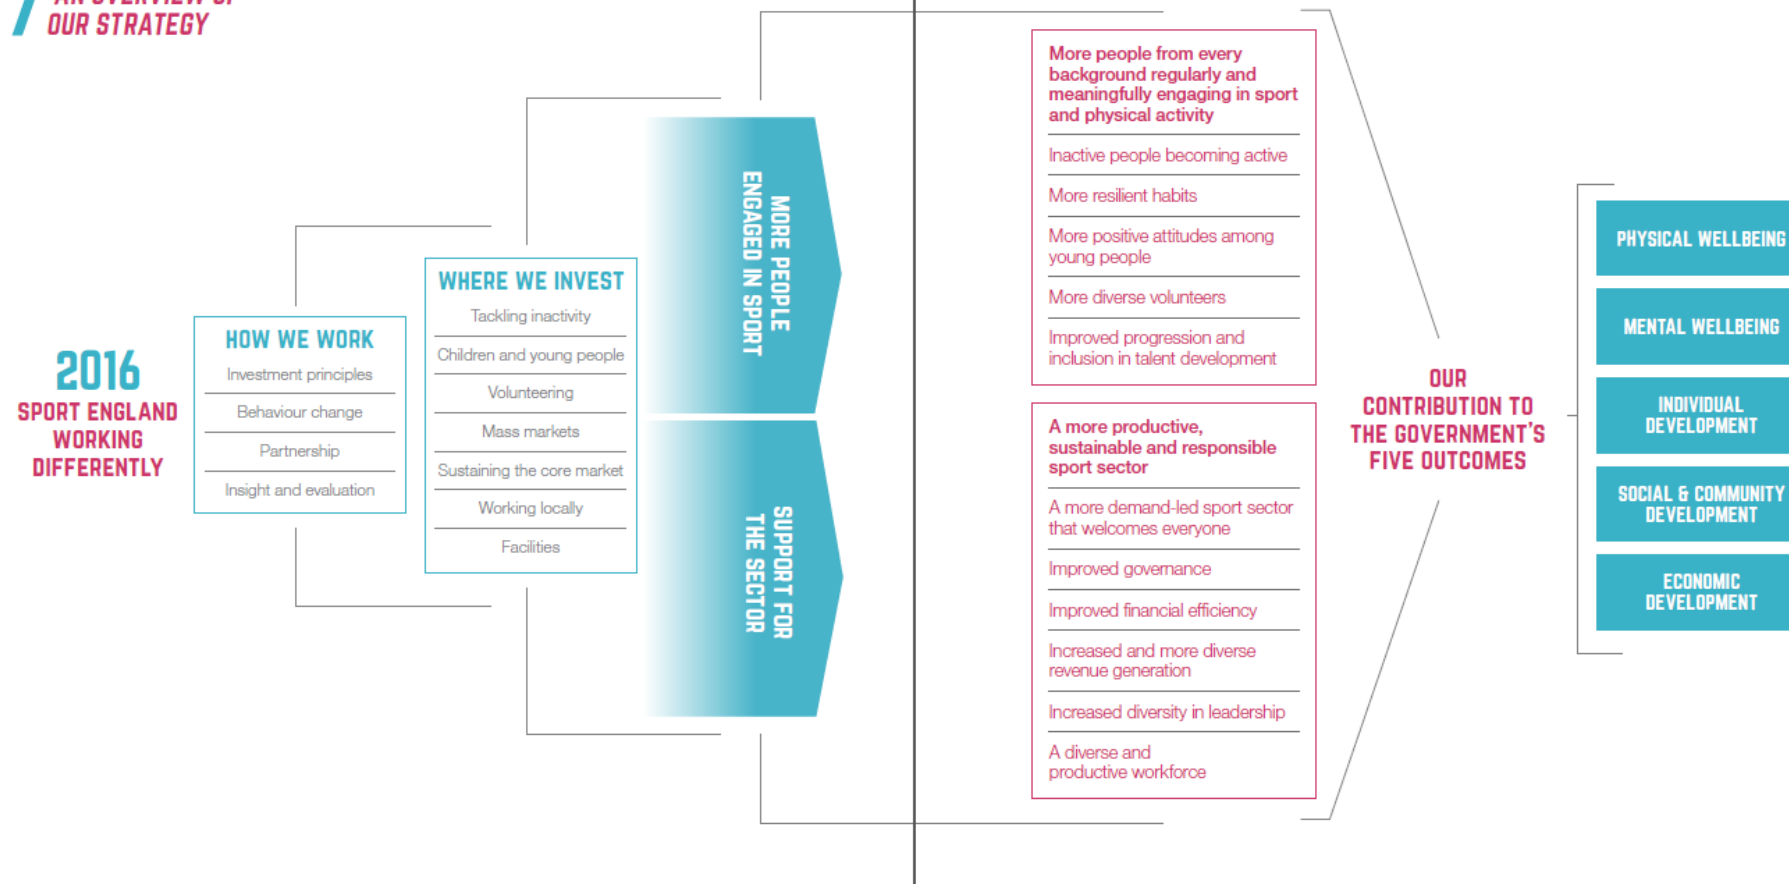 AN OVERVIEW OF
OUR STRATEGY
2016
SPORT ENGLAND
WORKING
DIFFERENTLY
HOW WE WORK
Investment principles
Behaviour change
Partnership
Insight and evaluation
WHERE WE INVEST
Tackling inactivity
Children and young people
Volunteering
Mass markets
Sustaining the core market
Working locally
Facilities
MORE PEOPLE
ENGAGED IN SPORT
SUPPORT FOR
THE SECTOR
More people from every
background regularly and
meaningfully engaging in sport
and physical activity
Inactive people becoming active
More resilient habits
More positive attitudes among
young people
More diverse volunteers
Improved progression and
inclusion in talent development
A more productive,
sustainable and responsible
sport sector
A more demand-led sport sector
that welcomes everyone
Improved governance
Improved financial efficiency
Increased and more diverse
revenue generation
Increased diversity in leadership
A diverse and
productive workforce
OUR
CONTRIBUTION TO
THE GOVERNMENT'S
FIVE OUTCOMES
PHYSICAL WELLBEING
MENTAL WELLBEING
INDIVIDUAL
DEVELOPMENT
SOCIAL & COMMUNITY
DEVELOPMENT
ECONOMIC
DEVELOPMENT